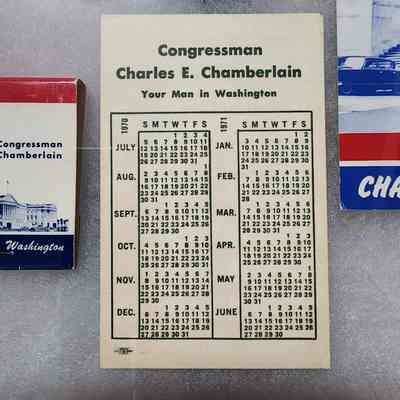 Congressman
Chamberlain
Washington
Congressman
Charles E. Chamberlain
Your Man in Washington
1970
S M T W T F S
JULY
1 2 3 4
5 6 7 8 9 10 11
12 13 14 15 16 17 18
19 20 21 22 23 24 25
26 27 28 29 30 31
AUG.
1
2 3 4 5 6 7 8
9 10 11 12 13 14 15
16 17 18 19 20 21 22
23 24 25 26 27 28 29
30 31
SEPT.
1 2 3 4 5
6 7 8 9 10 11 12
13 14 15 16 17 18 19
20 21 22 23 24 25 26
27 28 29 30
OCT.
1 2 3
4 5 6 7 8 9 10
11 12 13 14 15 16 17
18 19 20 21 22 23 24
25 26 27 28 29 30 31
NOV.
1 2 3 4 5 6 7
8 9 10 11 12 13 14
15 16 17 18 19 20 21
22 23 24 25 26 27 28
29 30
DEC.
1 2 3 4 5
6 7 8 9 10 11 12
13 14 15 16 17 18 19
20 21 22 23 24 25 26
27 28 29 30 31
1971
S M T W T F S
JAN.
1 2
3 4 5 6 7 8 9
10 11 12 13 14 15 16
17 18 19 20 21 22 23
24 25 26 27 28 29 30
31
FEB.
1 2 3 4 5 6
7 8 9 10 11 12 13
14 15 16 17 18 19 20
21 22 23 24 25 26 27
28
MAR.
1 2 3 4 5 6
7 8 9 10 11 12 13
14 15 16 17 18 19 20
21 22 23 24 25 26 27
28 29 30 31
APR.
1 2 3
4 5 6 7 8 9 10
11 12 13 14 15 16 17
18 19 20 21 22 23 24
25 26 27 28 29 30
MAY
1
2 3 4 5 6 7 8
9 10 11 12 13 14 15
16 17 18 19 20 21 22
23 24 25 26 27 28 29
30 31
JUNE
1 2 3 4 5
6 7 8 9 10 11 12
13 14 15 16 17 18 19
20 21 22 23 24 25 26
27 28 29 30
CHA